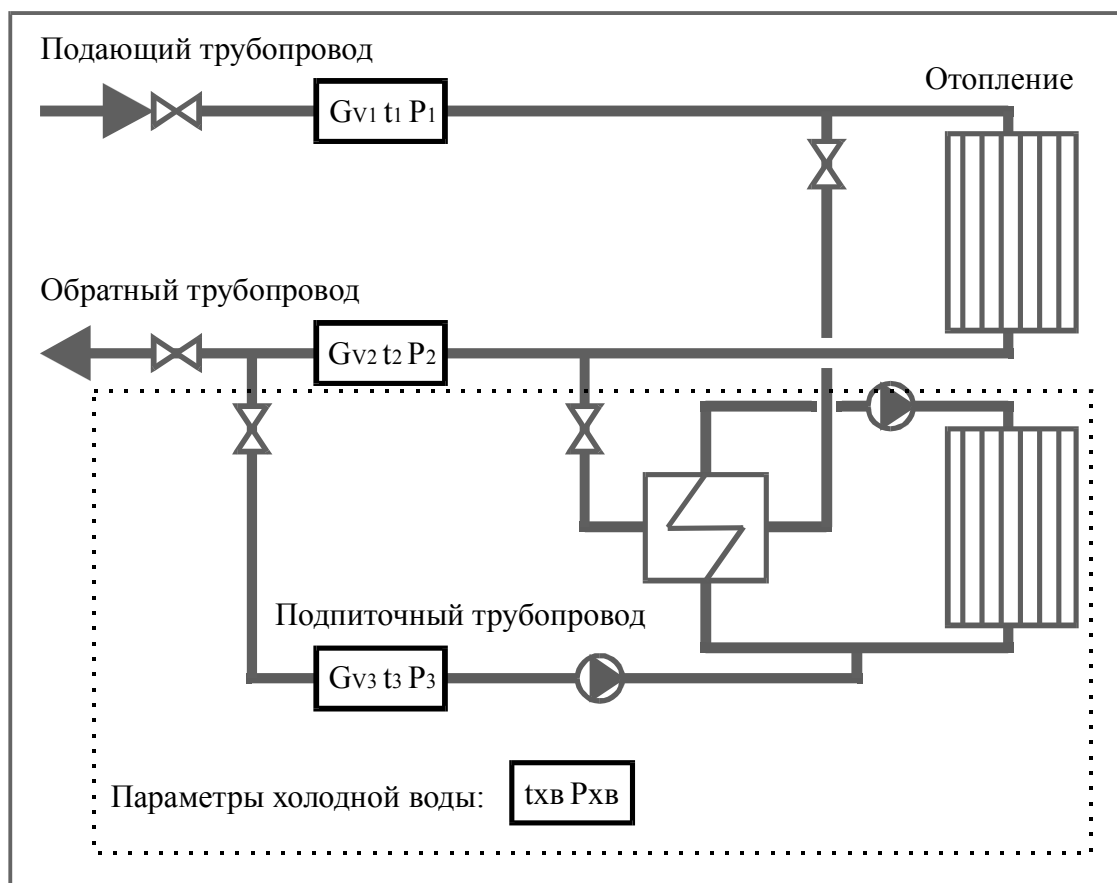 Подающий трубопровод
Отопление
GV1 t1 P1
Обратный трубопровод
GV2 t2 P2
Подпиточный трубопровод
GV3 t3 P3
Параметры холодной воды: tхв Pхв